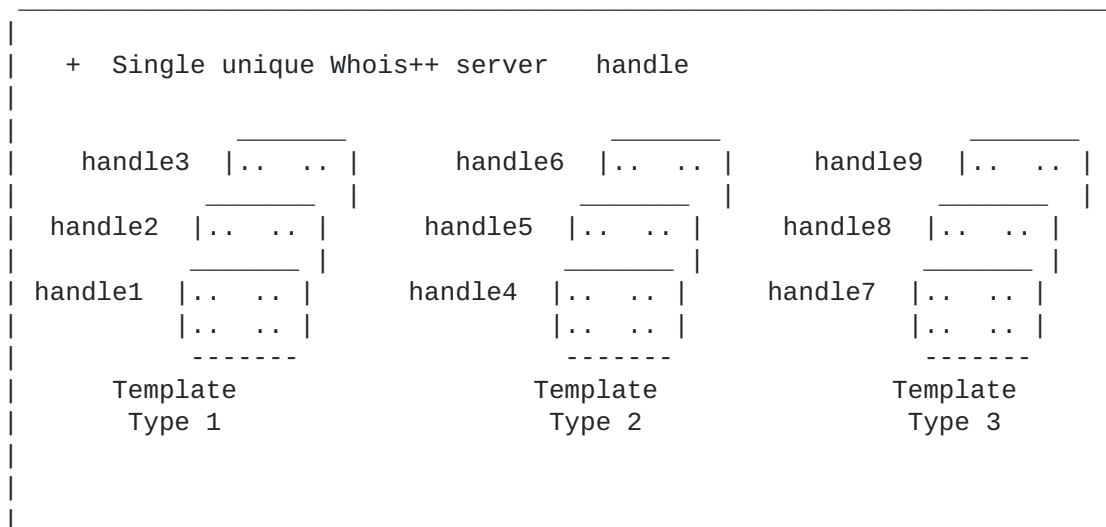 + Single unique Whois++ server handle
handle3 |.. .. | handle6 |.. .. | handle9 |.. .. |
handle2 |.. .. | handle5 |.. .. | handle8 |.. .. |
handle1 |.. .. | handle4 |.. .. | handle7 |.. .. |
|.. .. | |.. .. | |.. .. |
Template Template Template
Type 1 Type 2 Type 3